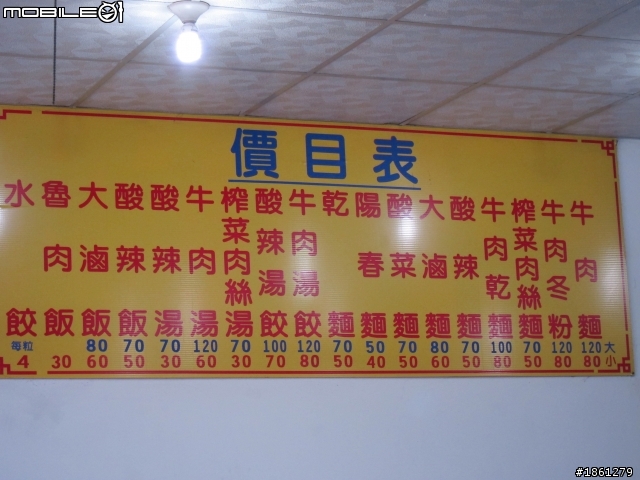 MOBILE01
價目表
大 小
牛肉麵 120 80
牛肉冬粉 120 80
榨菜肉絲麵 70 50
牛肉乾麵 100 80
酸辣麵 70 50
大滷麵 80 60
酸菜麵 70 50
陽春麵 50 40
乾麵 70 50
牛肉湯餃 120 80
酸辣湯餃 100 70
榨菜肉絲湯 70 30
牛肉湯 120 60
酸辣湯 70 30
酸辣飯 70 50
大滷飯 80 60
魯肉飯 30
水餃 每粒 4
#1861279